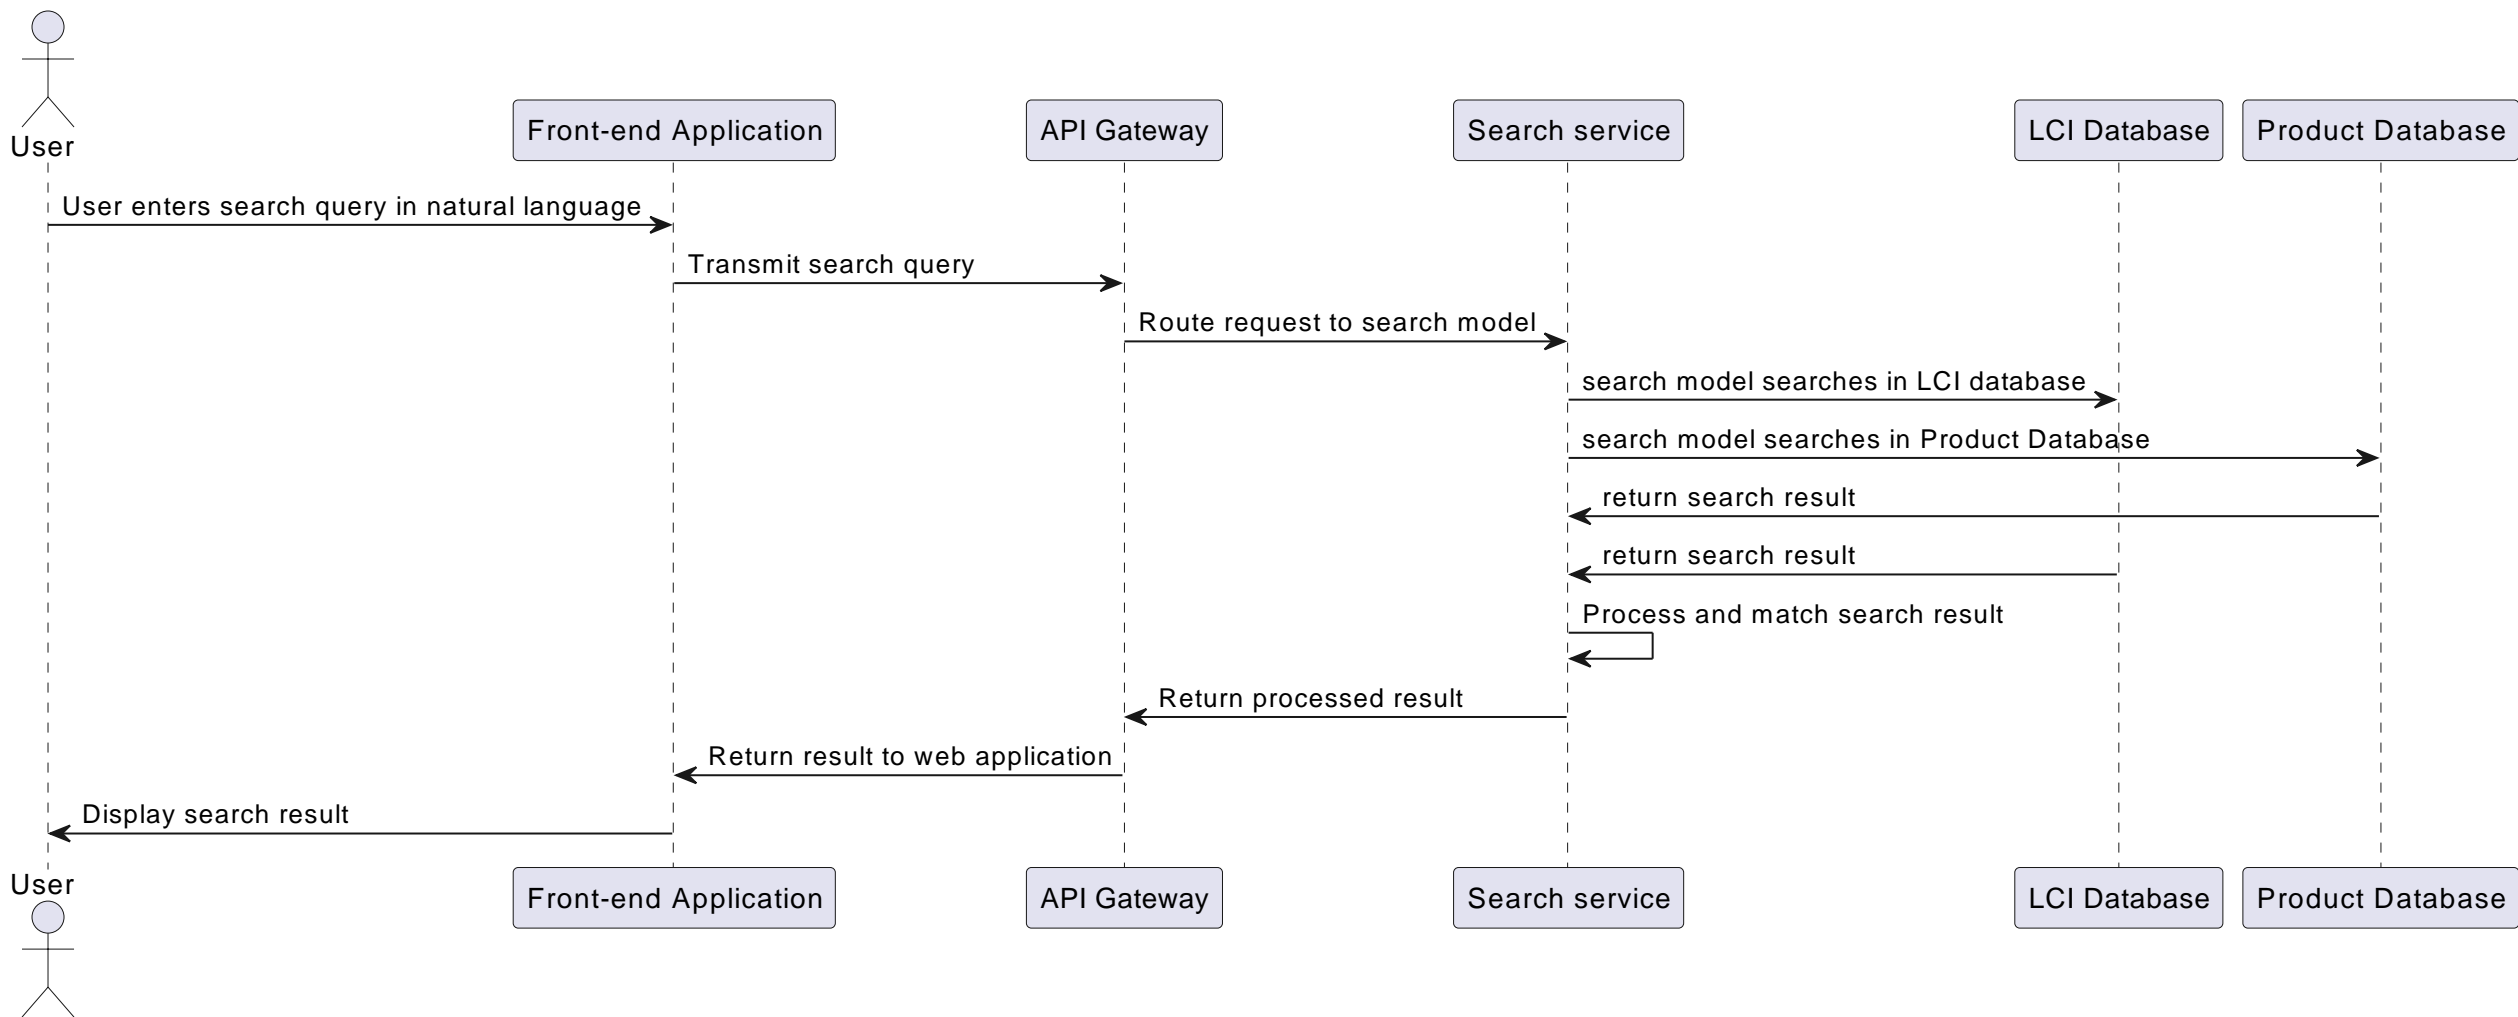 User
Front-end Application
API Gateway
Search service
LCI Database
Product Database
User enters search query in natural language
Transmit search query
Route request to search model
search model searches in LCI database
search model searches in Product Database
return search result
return search result
Process and match search result
Return processed result
Return result to web application
Display search result
User
Front-end Application
API Gateway
Search service
LCI Database
Product Database